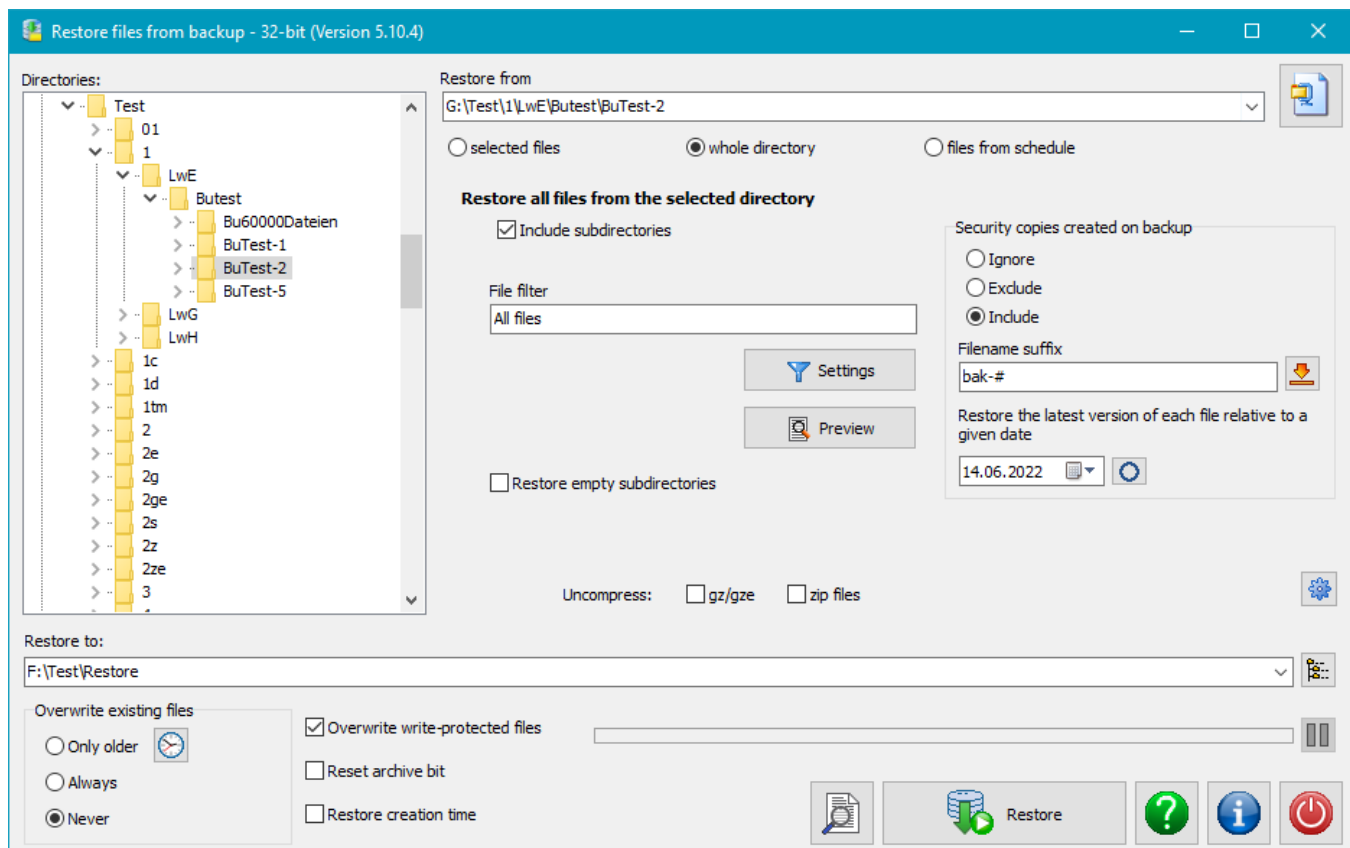 Restore files from backup - 32-bit (Version 5.10.4)
Directories:
Test
01
1
LwE
Butest
Bu60000Dateien
BuTest-1
BuTest-2
BuTest-5
LwG
LwH
1c
1d
1tm
2
2e
2g
2ge
2s
2z
2ze
3
Restore from
G:\Test\1\LwE\Butest\BuTest-2
selected files
whole directory
files from schedule
Restore all files from the selected directory
Include subdirectories
File filter
All files
Settings
Preview
Restore empty subdirectories
Security copies created on backup
Ignore
Exclude
Include
Filename suffix
bak-#
Restore the latest version of each file relative to a
given date
14.06.2022
Uncompress:
gz/gze
zip files
Restore to:
F:\Test\Restore
Overwrite existing files
Only older
Always
Never
Overwrite write-protected files
Reset archive bit
Restore creation time
Restore